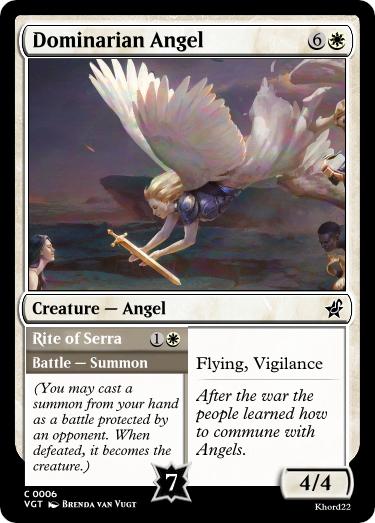 Dominarian Angel 6
Creature — Angel
Rite of Serra 1
Battle — Summon
(You may cast a
summon from your hand
as a battle protected by
an opponent. When
defeated, it becomes the
creature.)
7
Flying, Vigilance
After the war the
people learned how
to commune with
Angels.
4/4
C 0006
VGT BRENDA VAN VUGT
Khord22